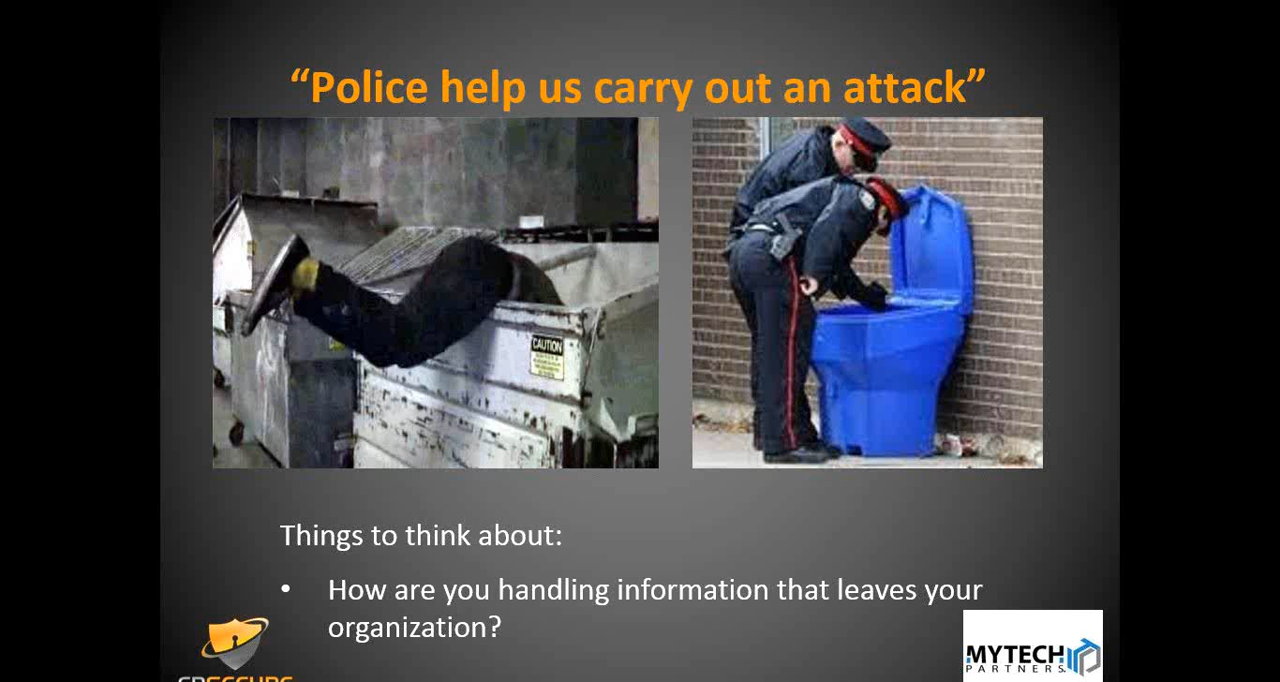 “Police help us carry out an attack”
CAUTION
Things to think about:
• How are you handling information that leaves your
organization?
MYTECH
PARTNERS